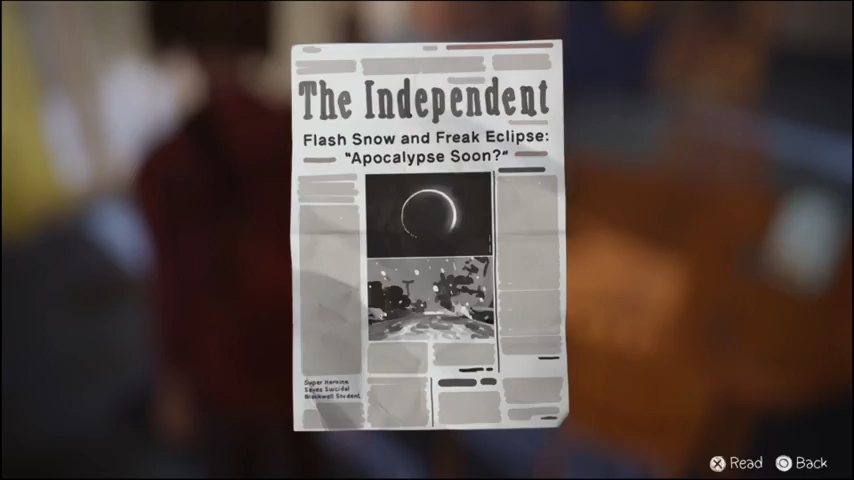 The Independent
Flash Snow and Freak Eclipse:
"Apocalypse Soon?"
Super Heroine
Saves Suicidal
Blackwell Student
Read
Back